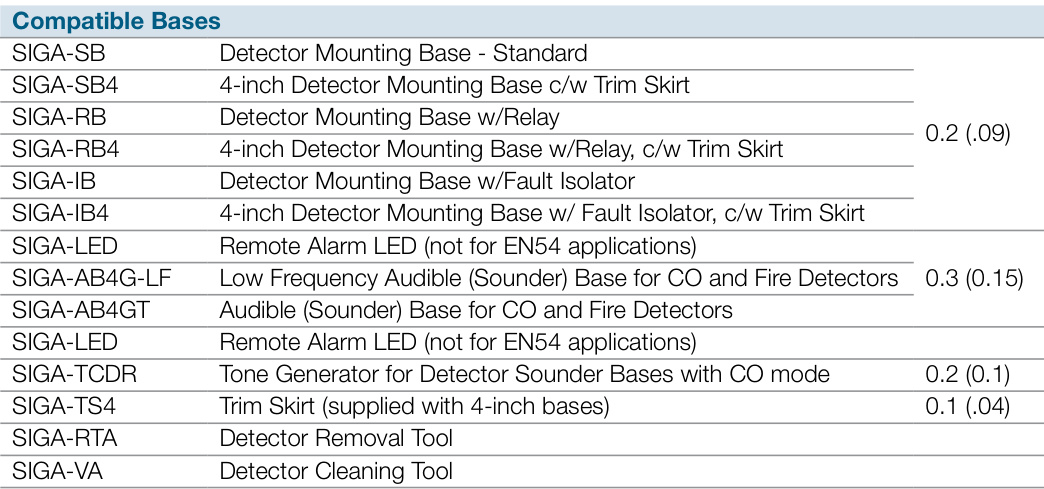 Compatible Bases
SIGA-SB Detector Mounting Base - Standard
SIGA-SB4 4-inch Detector Mounting Base c/w Trim Skirt
SIGA-RB Detector Mounting Base w/Relay
0.2 (.09)
SIGA-RB4 4-inch Detector Mounting Base w/Relay, c/w Trim Skirt
SIGA-IB Detector Mounting Base w/Fault Isolator
SIGA-IB4 4-inch Detector Mounting Base w/ Fault Isolator, c/w Trim Skirt
SIGA-LED Remote Alarm LED (not for EN54 applications)
SIGA-AB4G-LF Low Frequency Audible (Sounder) Base for CO and Fire Detectors 0.3 (0.15)
SIGA-AB4GT Audible (Sounder) Base for CO and Fire Detectors
SIGA-LED Remote Alarm LED (not for EN54 applications)
SIGA-TCDR Tone Generator for Detector Sounder Bases with CO mode 0.2 (0.1)
SIGA-TS4 Trim Skirt (supplied with 4-inch bases) 0.1 (.04)
SIGA-RTA Detector Removal Tool
SIGA-VA Detector Cleaning Tool